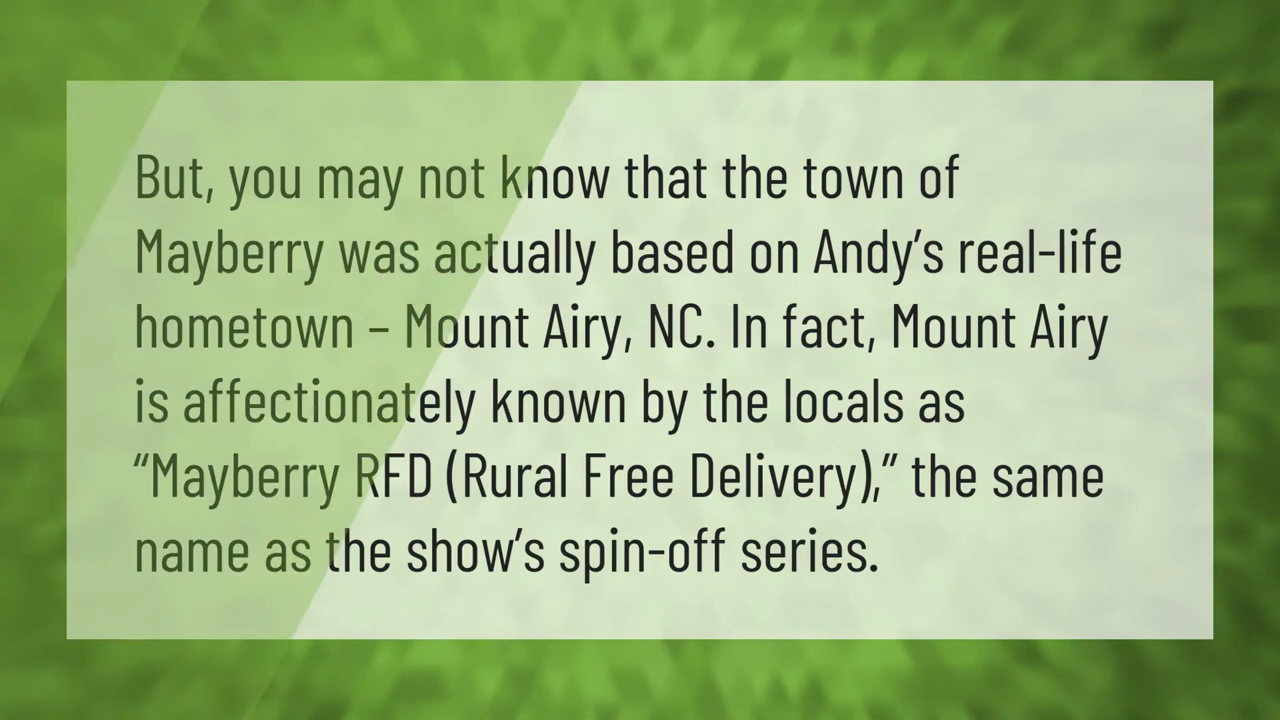 But, you may not know that the town of
Mayberry was actually based on Andy’s real-life
hometown – Mount Airy, NC. In fact, Mount Airy
is affectionately known by the locals as
“Mayberry RFD (Rural Free Delivery),” the same
name as the show’s spin-off series.